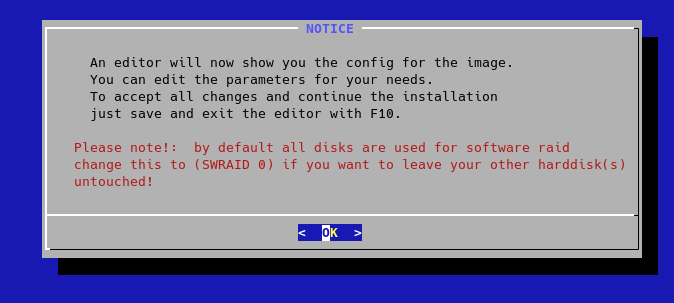 NOTICE
An editor will now show you the config for the image.
You can edit the parameters for your needs.
To accept all changes and continue the installation
just save and exit the editor with F10.
Please note!:  by default all disks are used for software raid
change this to (SWRAID 0) if you want to leave your other harddisk(s)
untouched!
<  OK  >